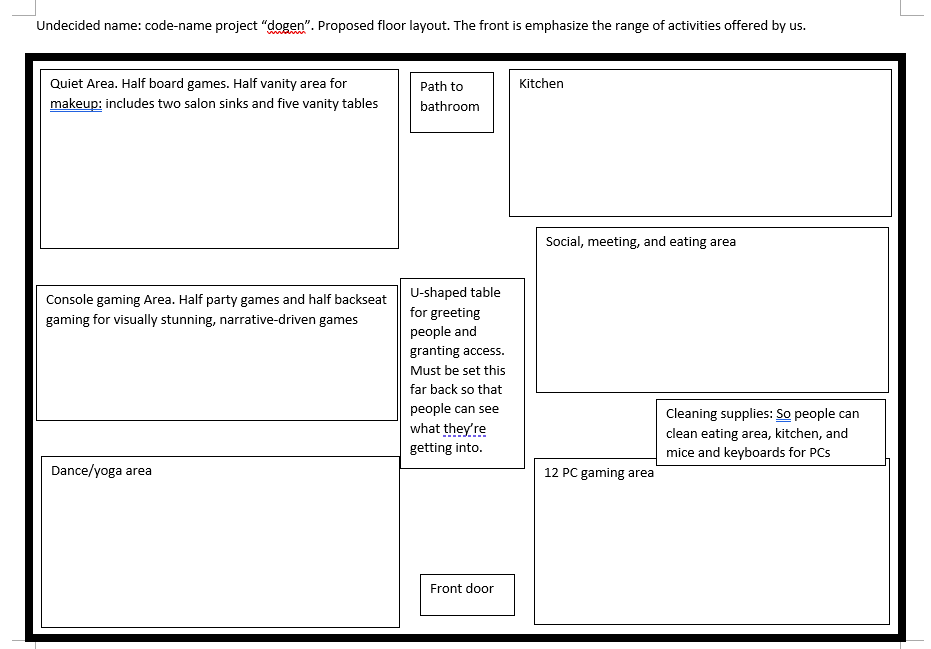 Undecided name: code-name project “dogen”. Proposed floor layout. The front is emphasize the range of activities offered by us.
Quiet Area. Half board games. Half vanity area for
makeup: includes two salon sinks and five vanity tables
Path to
bathroom
Kitchen
Social, meeting, and eating area
Console gaming Area. Half party games and half backseat
gaming for visually stunning, narrative-driven games
U-shaped table
for greeting
people and
granting access.
Must be set this
far back so that
people can see
what they’re
getting into.
Cleaning supplies: So people can
clean eating area, kitchen, and
mice and keyboards for PCs
Dance/yoga area
12 PC gaming area
Front door